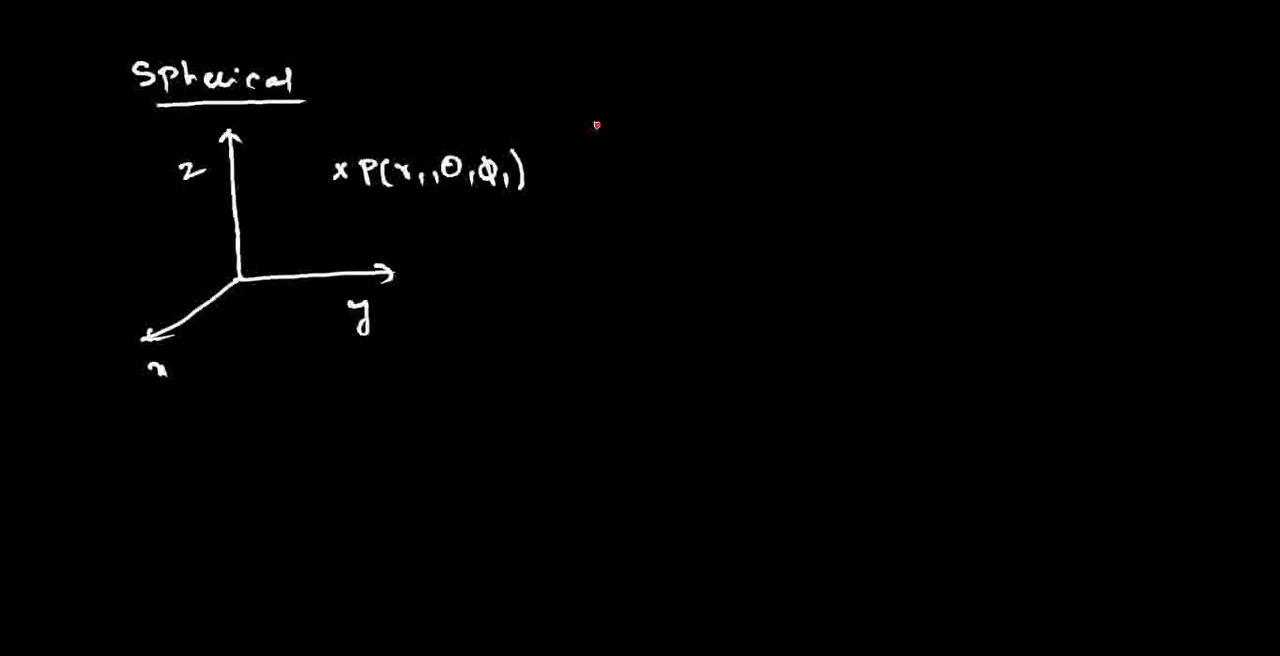 Spherical
z
x P(r₁, θ₁, φ₁)
y
x